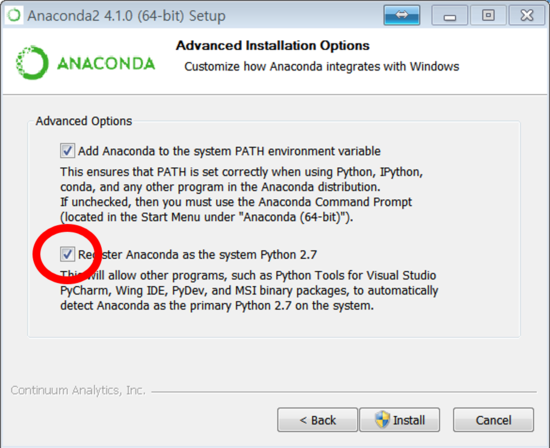 Anaconda2 4.1.0 (64-bit) Setup
Advanced Installation Options
Customize how Anaconda integrates with Windows
ANACONDA
Advanced Options
Add Anaconda to the system PATH environment variable
This ensures that PATH is set correctly when using Python, IPython,
conda, and any other program in the Anaconda distribution.
If unchecked, then you must use the Anaconda Command Prompt
(located in the Start Menu under "Anaconda (64-bit)").
Register Anaconda as the system Python 2.7
This will allow other programs, such as Python Tools for Visual Studio
PyCharm, Wing IDE, PyDev, and MSI binary packages, to automatically
detect Anaconda as the primary Python 2.7 on the system.
Continuum Analytics, Inc.
< Back
Install
Cancel